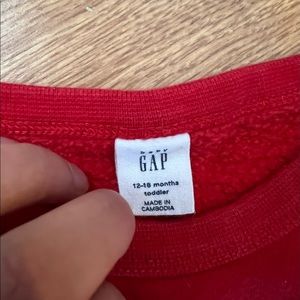 baby
GAP
12-18 months
toddler
MADE IN
CAMBODIA